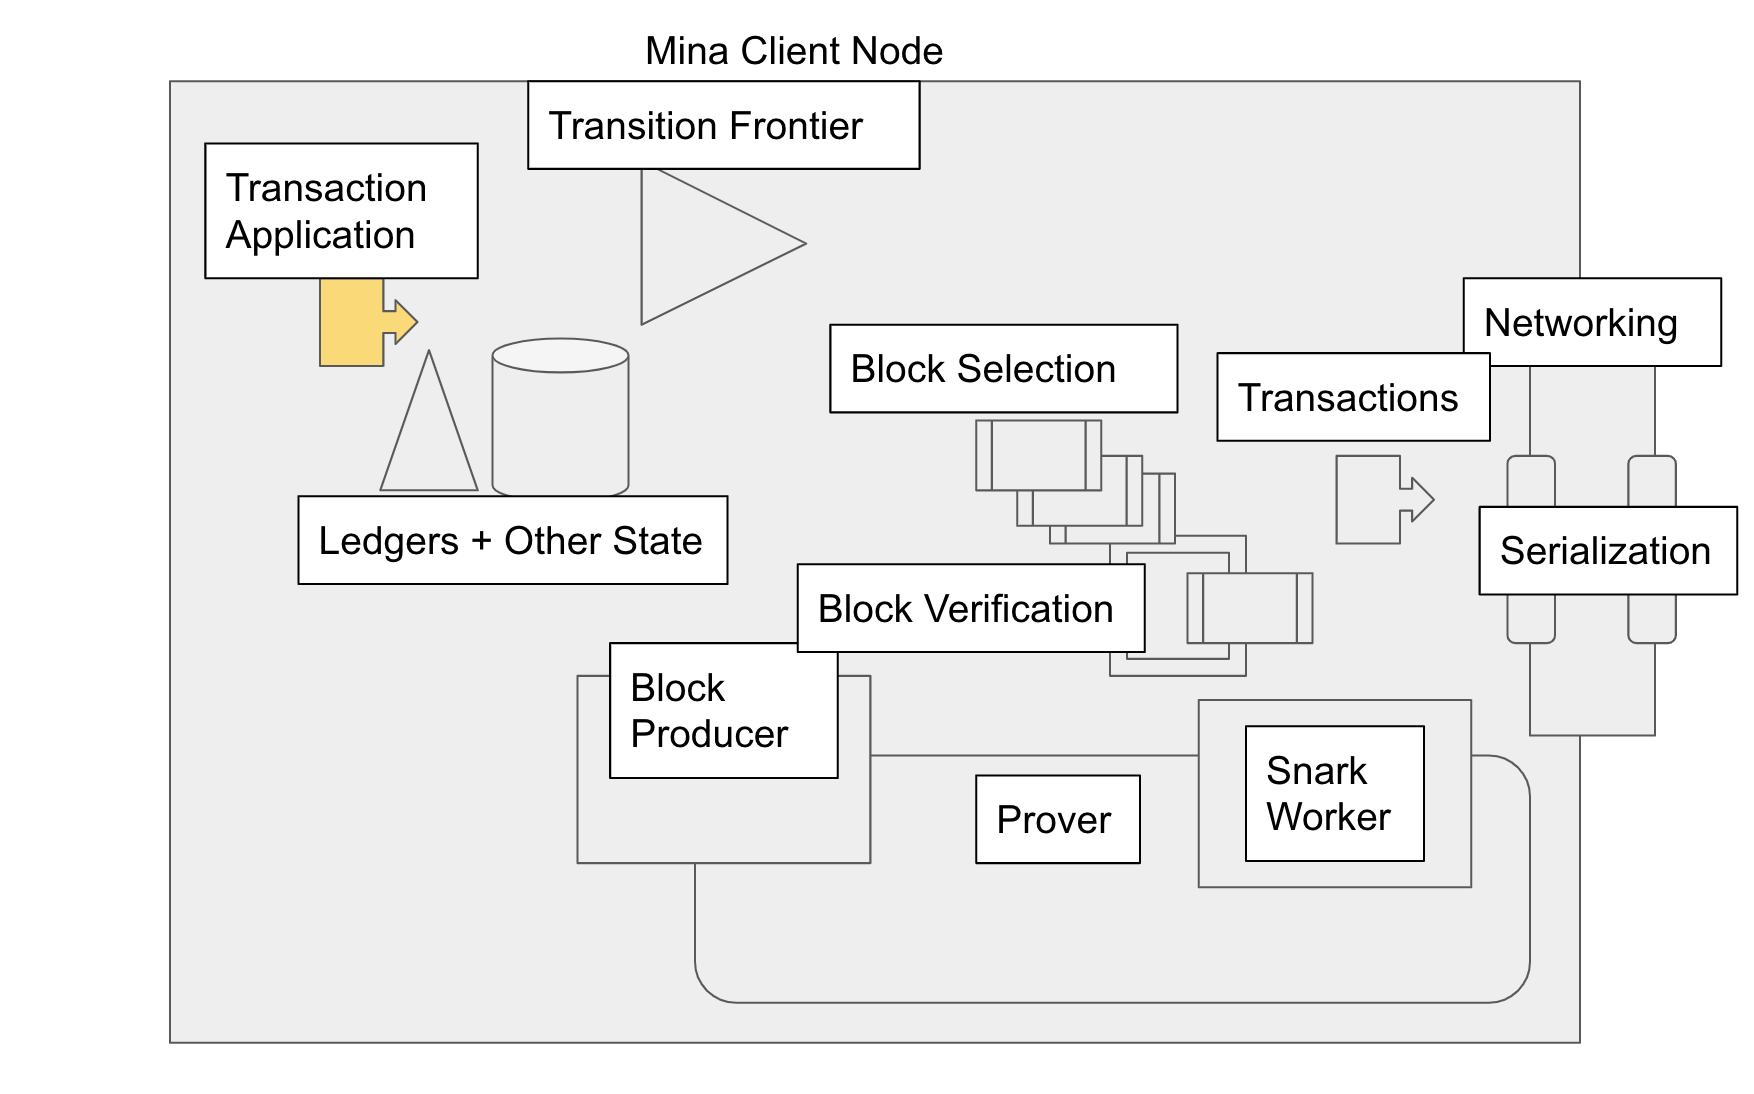 Mina Client Node
Transition Frontier
Transaction
Application
Networking
Block Selection
Transactions
Ledgers + Other State
Serialization
Block Verification
Block
Producer
Prover
Snark
Worker